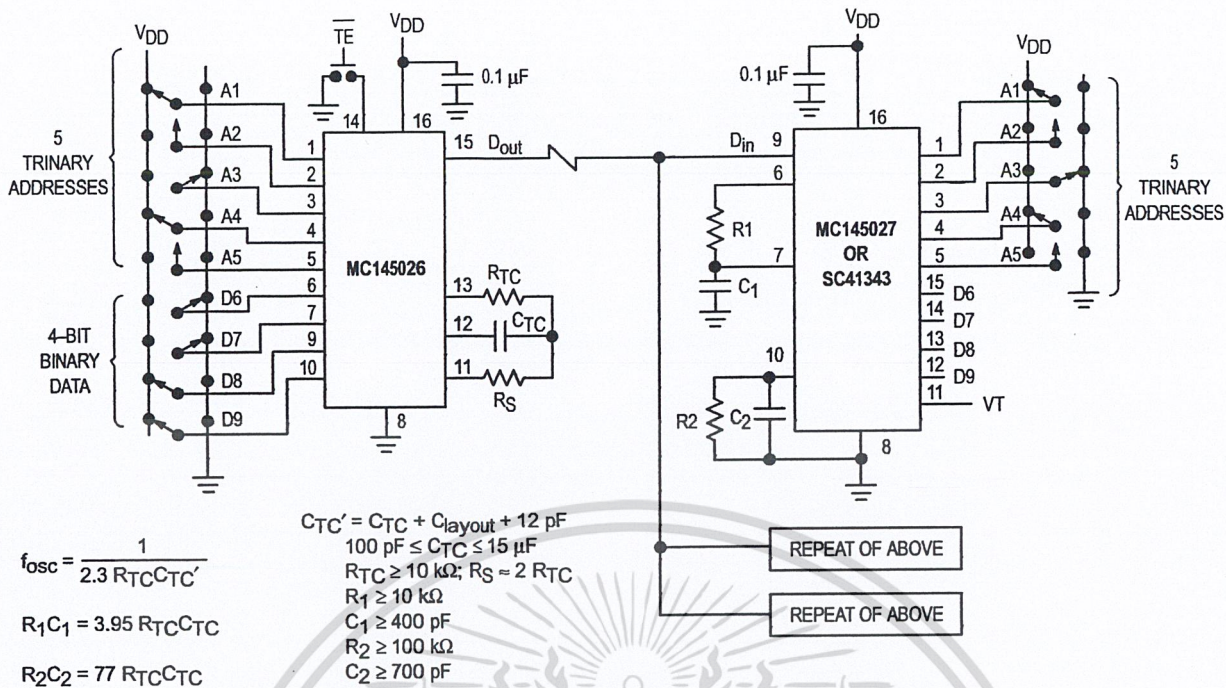 VDD
TE
VDD
0.1 µF
5
TRINARY
ADDRESSES
A1
A2
A3
A4
A5
4–BIT
BINARY
DATA
D6
D7
D8
D9
1
2
3
4
5
6
7
9
10
14
16
MC145026
15
Dout
13
RTC
12
CTC
11
RS
8
VDD
0.1 µF
16
Din
9
6
R1
7
C1
10
R2
C2
8
MC145027
OR
SC41343
1
2
3
4
5
15
D6
14
D7
13
D8
12
D9
11
VT
VDD
A1
A2
A3
A4
A5
5
TRINARY
ADDRESSES
REPEAT OF ABOVE
REPEAT OF ABOVE
fosc = 1 / 2.3 RTCCTC′
R1C1 = 3.95 RTCCTC
R2C2 = 77 RTCCTC
CTC′ = CTC + Clayout + 12 pF
100 pF ≤ CTC ≤ 15 µF
RTC ≥ 10 kΩ; RS ≈ 2 RTC
R1 ≥ 10 kΩ
C1 ≥ 400 pF
R2 ≥ 100 kΩ
C2 ≥ 700 pF